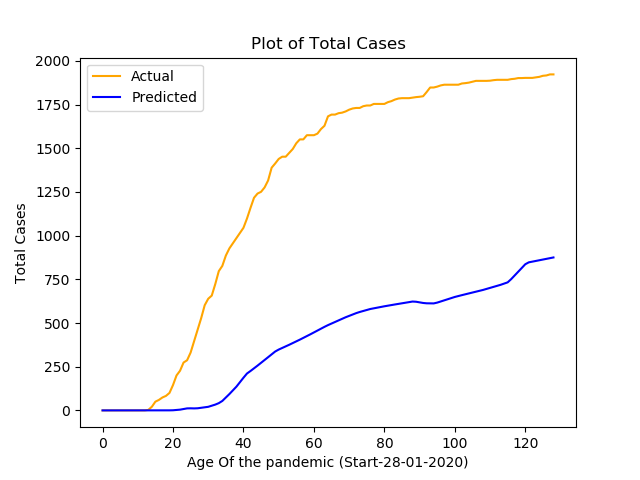 Plot of Total Cases
Actual
Predicted
2000
1750
1500
1250
1000
750
500
250
0
Total Cases
0 20 40 60 80 100 120
Age Of the pandemic (Start-28-01-2020)